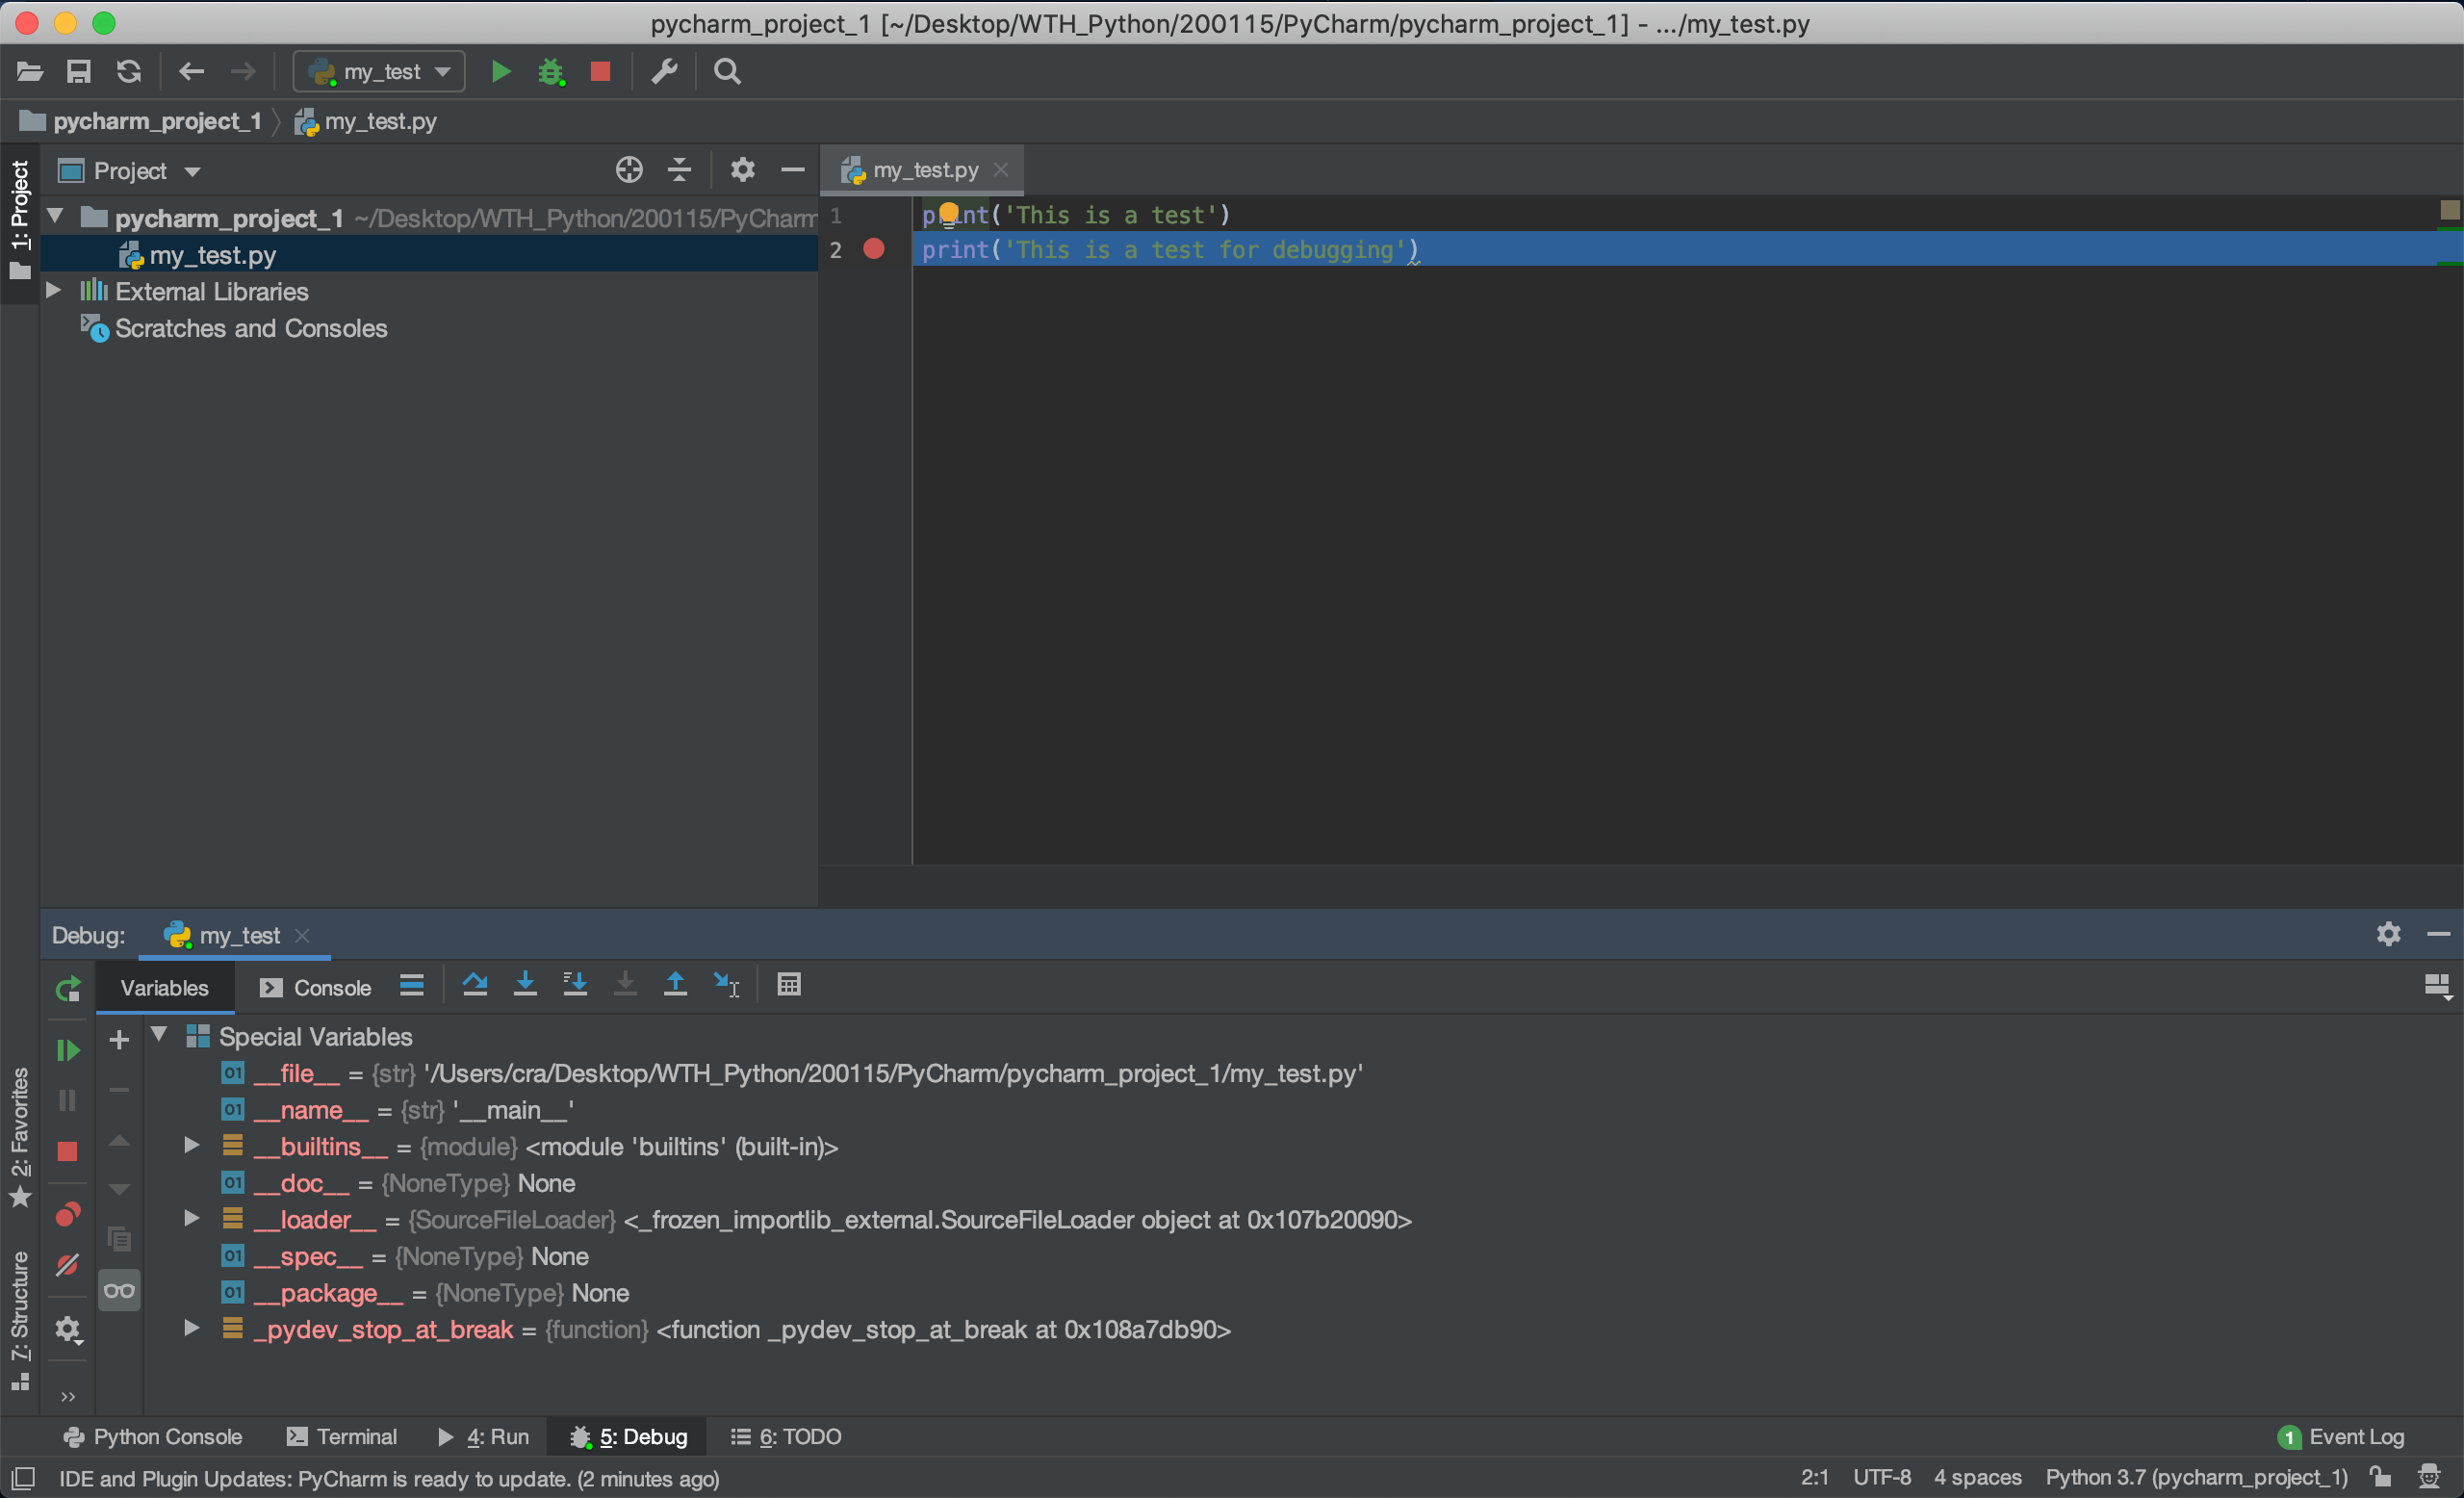 pycharm_project_1 [~/Desktop/WTH_Python/200115/PyCharm/pycharm_project_1] - .../my_test.py
my_test
pycharm_project_1 my_test.py
1: Project
Project
my_test.py
pycharm_project_1 ~/Desktop/WTH_Python/200115/PyCharm
my_test.py
External Libraries
Scratches and Consoles
1 print('This is a test')
2 print('This is a test for debugging')
Debug: my_test
Variables Console
Special Variables
01 __file__ = {str} '/Users/cra/Desktop/WTH_Python/200115/PyCharm/pycharm_project_1/my_test.py'
01 __name__ = {str} '__main__'
__builtins__ = {module} <module 'builtins' (built-in)>
01 __doc__ = {NoneType} None
__loader__ = {SourceFileLoader} <_frozen_importlib_external.SourceFileLoader object at 0x107b20090>
01 __spec__ = {NoneType} None
01 __package__ = {NoneType} None
_pydev_stop_at_break = {function} <function _pydev_stop_at_break at 0x108a7db90>
2: Favorites
7: Structure
Python Console Terminal 4: Run 5: Debug 6: TODO 1 Event Log
IDE and Plugin Updates: PyCharm is ready to update. (2 minutes ago) 2:1 UTF-8 4 spaces Python 3.7 (pycharm_project_1)